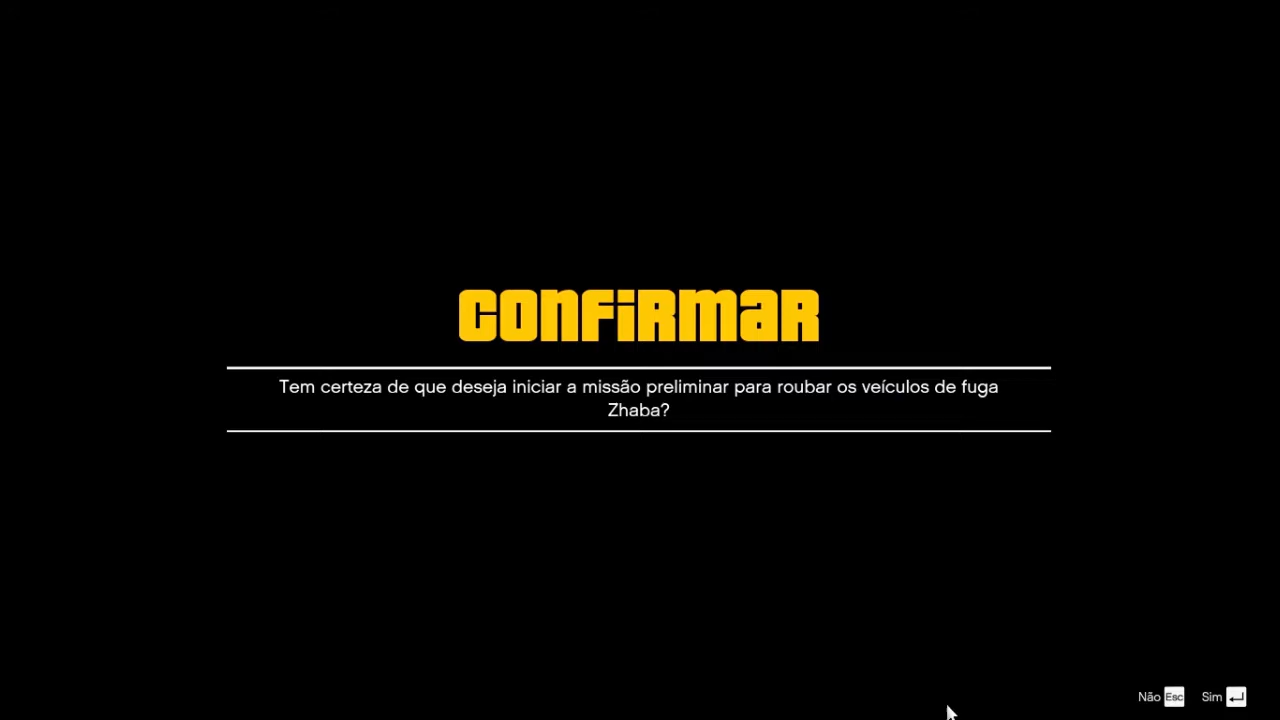 CONFIRMAR
Tem certeza de que deseja iniciar a missão preliminar para roubar os veículos de fuga
Zhaba?
Não Esc Sim